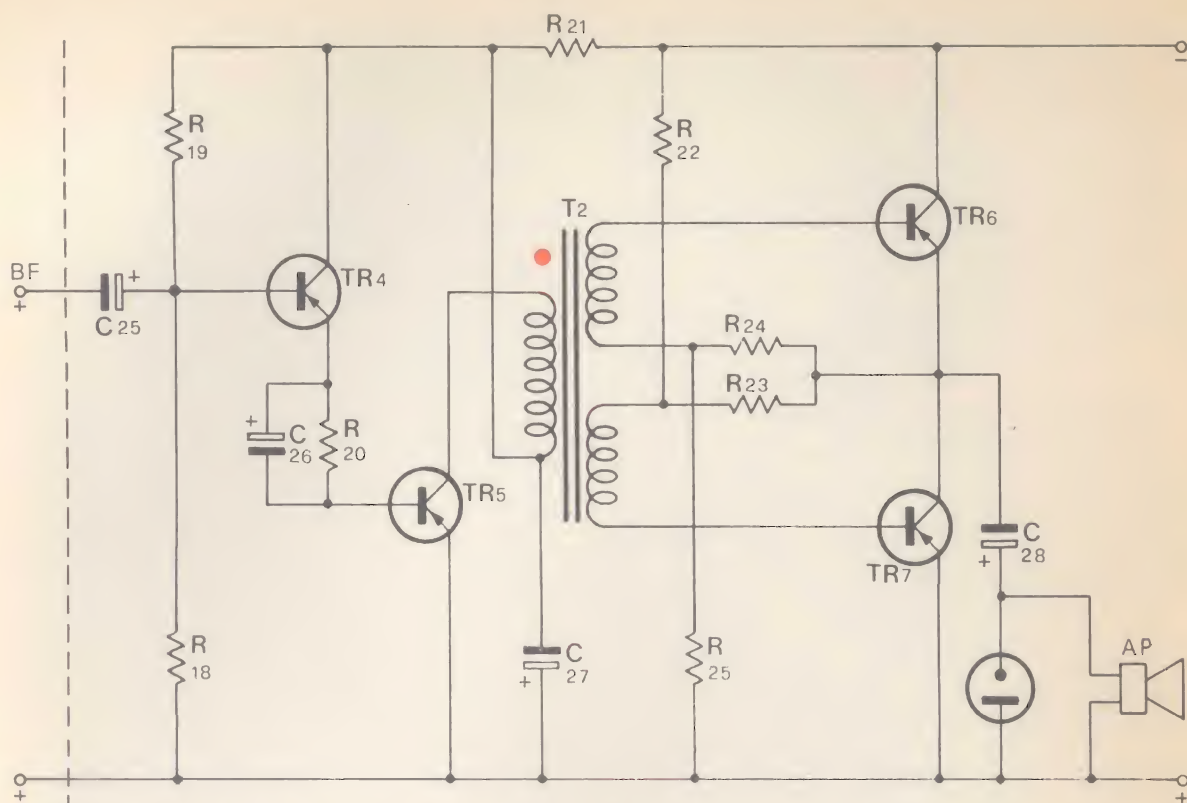 R21
−
R
19
R
22
T2
TR6
BF
+
C25
+
TR4
R24
R23
+
C
26
R
20
TR5
TR7
C
28
+
R
18
C
27
+
R
25
AP
+
+